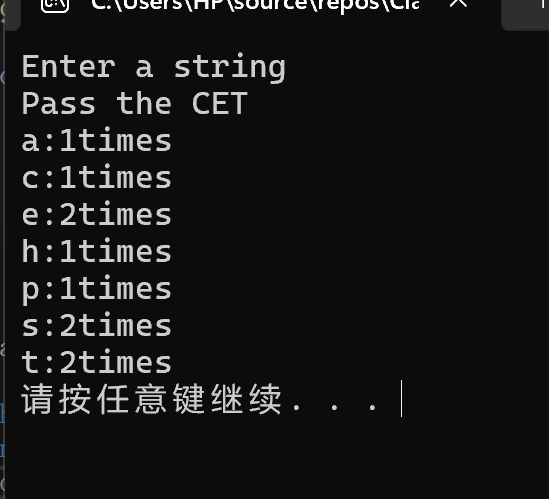 C:\Users\HP\source\repos\Cla
Enter a string
Pass the CET
a:1times
c:1times
e:2times
h:1times
p:1times
s:2times
t:2times
请按任意键继续. . .